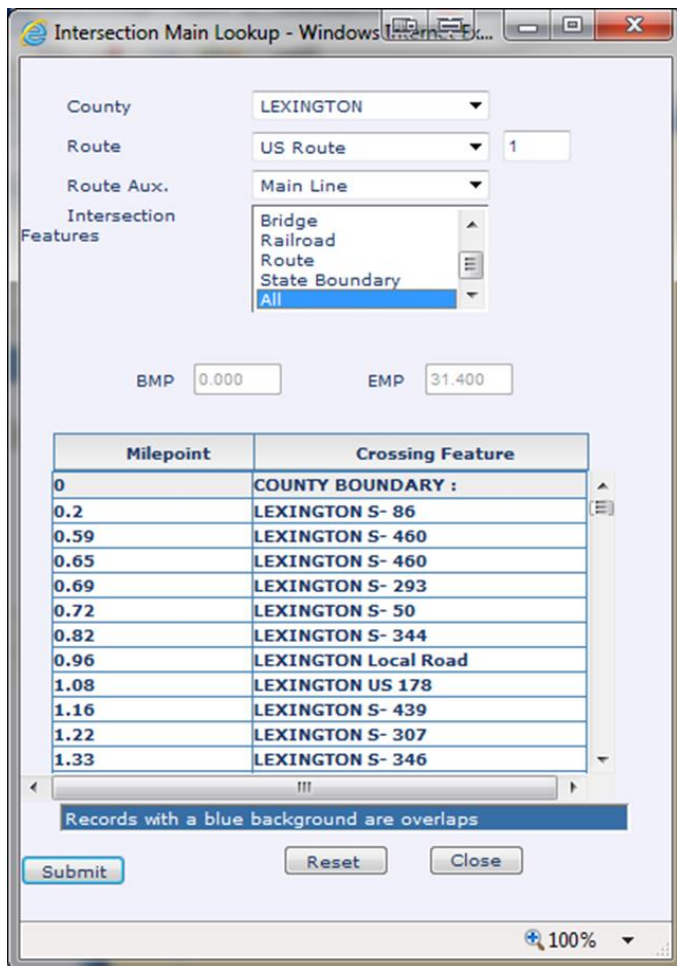 Intersection Main Lookup - Windows Internet Ex...
County LEXINGTON
Route US Route 1
Route Aux. Main Line
Intersection
Features
Bridge
Railroad
Route
State Boundary
All
BMP 0.000 EMP 31.400
Milepoint Crossing Feature
0 COUNTY BOUNDARY :
0.2 LEXINGTON S- 86
0.59 LEXINGTON S- 460
0.65 LEXINGTON S- 460
0.69 LEXINGTON S- 293
0.72 LEXINGTON S- 50
0.82 LEXINGTON S- 344
0.96 LEXINGTON Local Road
1.08 LEXINGTON US 178
1.16 LEXINGTON S- 439
1.22 LEXINGTON S- 307
1.33 LEXINGTON S- 346
Records with a blue background are overlaps
Submit Reset Close
100%